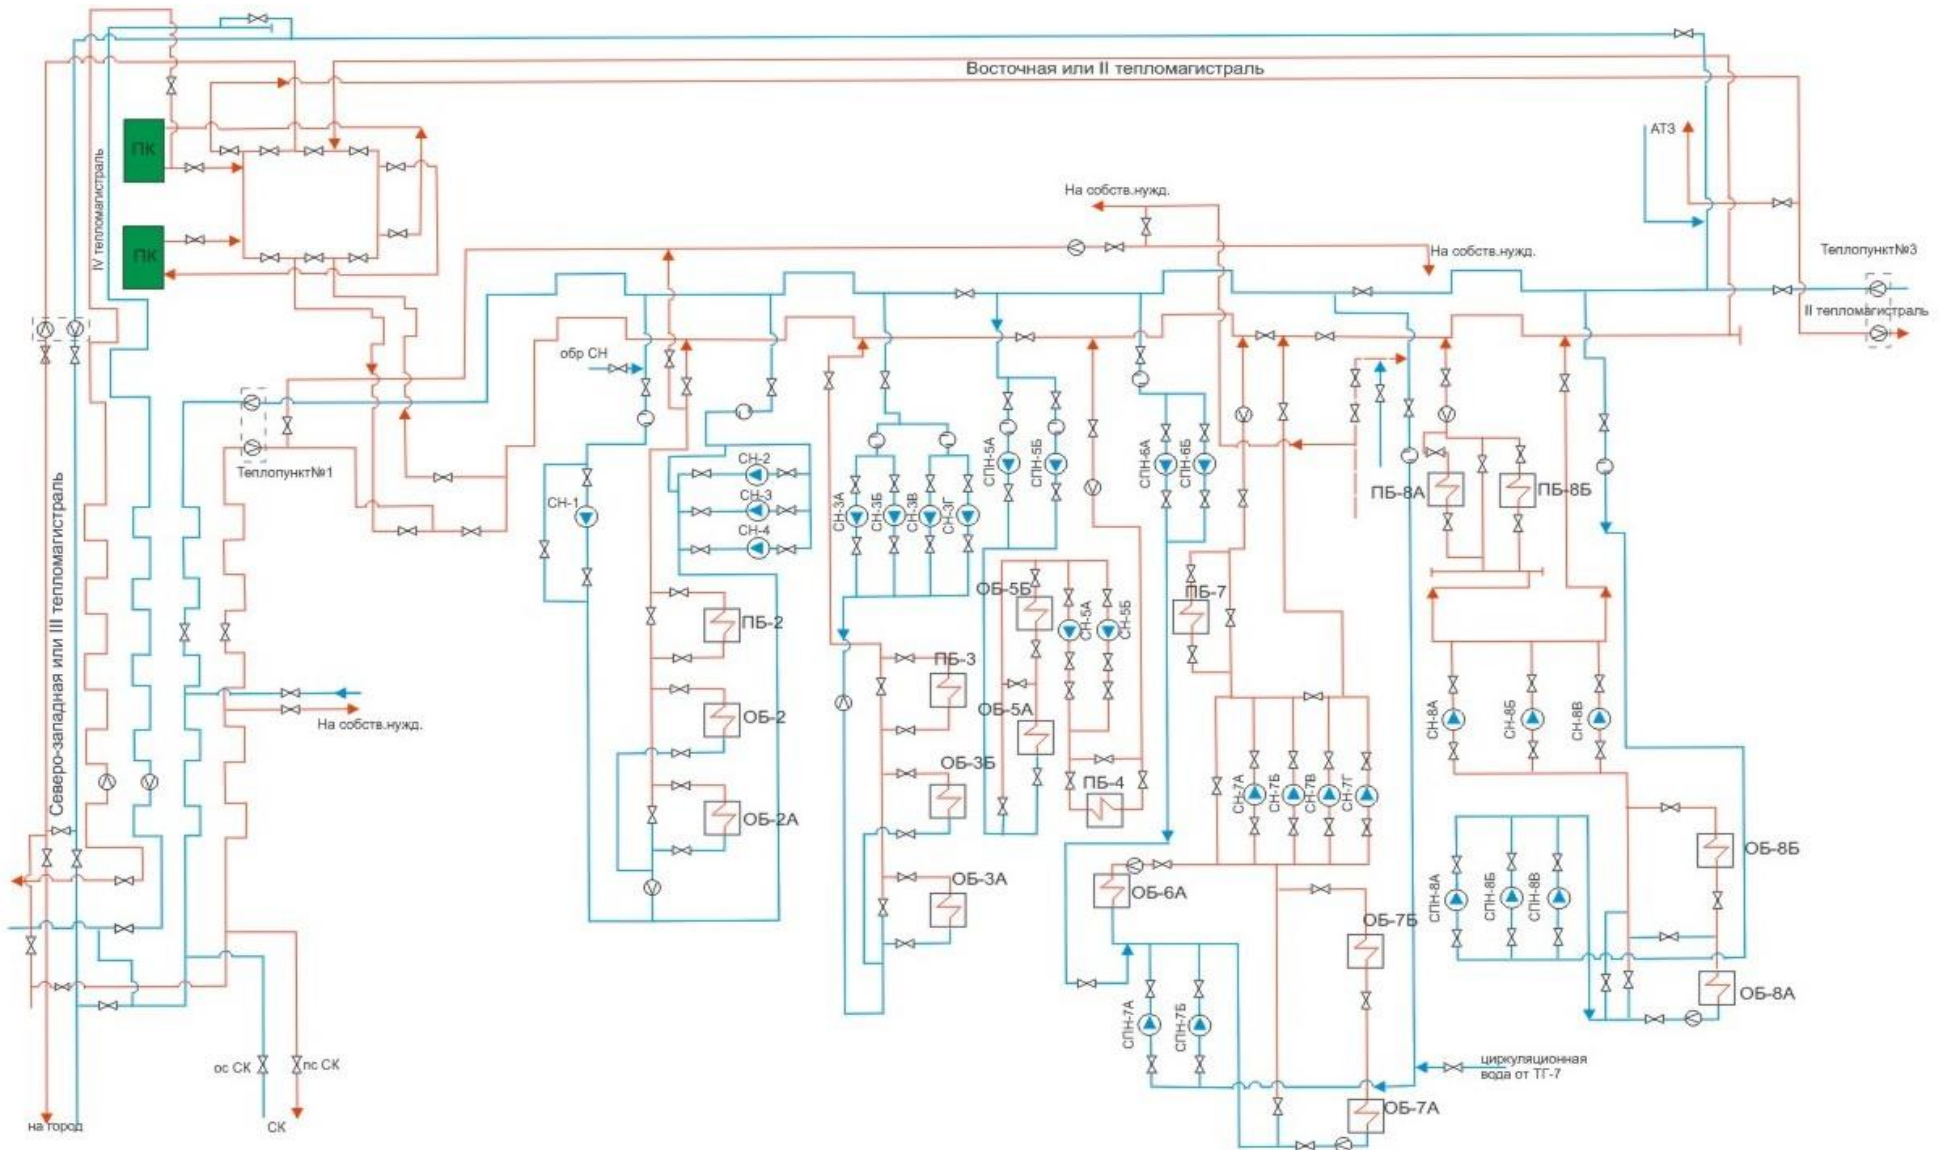 Восточная или II тепломагистраль
ПК
IV тепломагистраль
АТЗ
На собств.нужд.
ПК
На собств.нужд.
Теплопункт№3
II тепломагистраль
обр СН
Теплопункт№1
Северо-западная или III тепломагистраль
СН-1
СН-2
СН-3
СН-4
СН-3А
СН-3Б
СН-3В
СН-3Г
СПН-5А
СПН-5Б
СПН-6А
СПН-6Б
ПБ-8А
ПБ-8Б
ПБ-2
ОБ-5Б
СН-5А
СН-5Б
ПБ-7
ПБ-3
На собств.нужд.
ОБ-2
ОБ-5А
СН-8А
СН-8Б
СН-8В
ОБ-3Б
ПБ-4
СН-7А
СН-7Б
СН-7В
СН-7Г
ОБ-2А
ОБ-8Б
ОБ-3А
ОБ-6А
СПН-8А
СПН-8Б
СПН-8В
ОБ-7Б
ОБ-8А
СПН-7А
СПН-7Б
ос СК
пс СК
циркуляционная
вода от ТГ-7
ОБ-7А
на город
СК